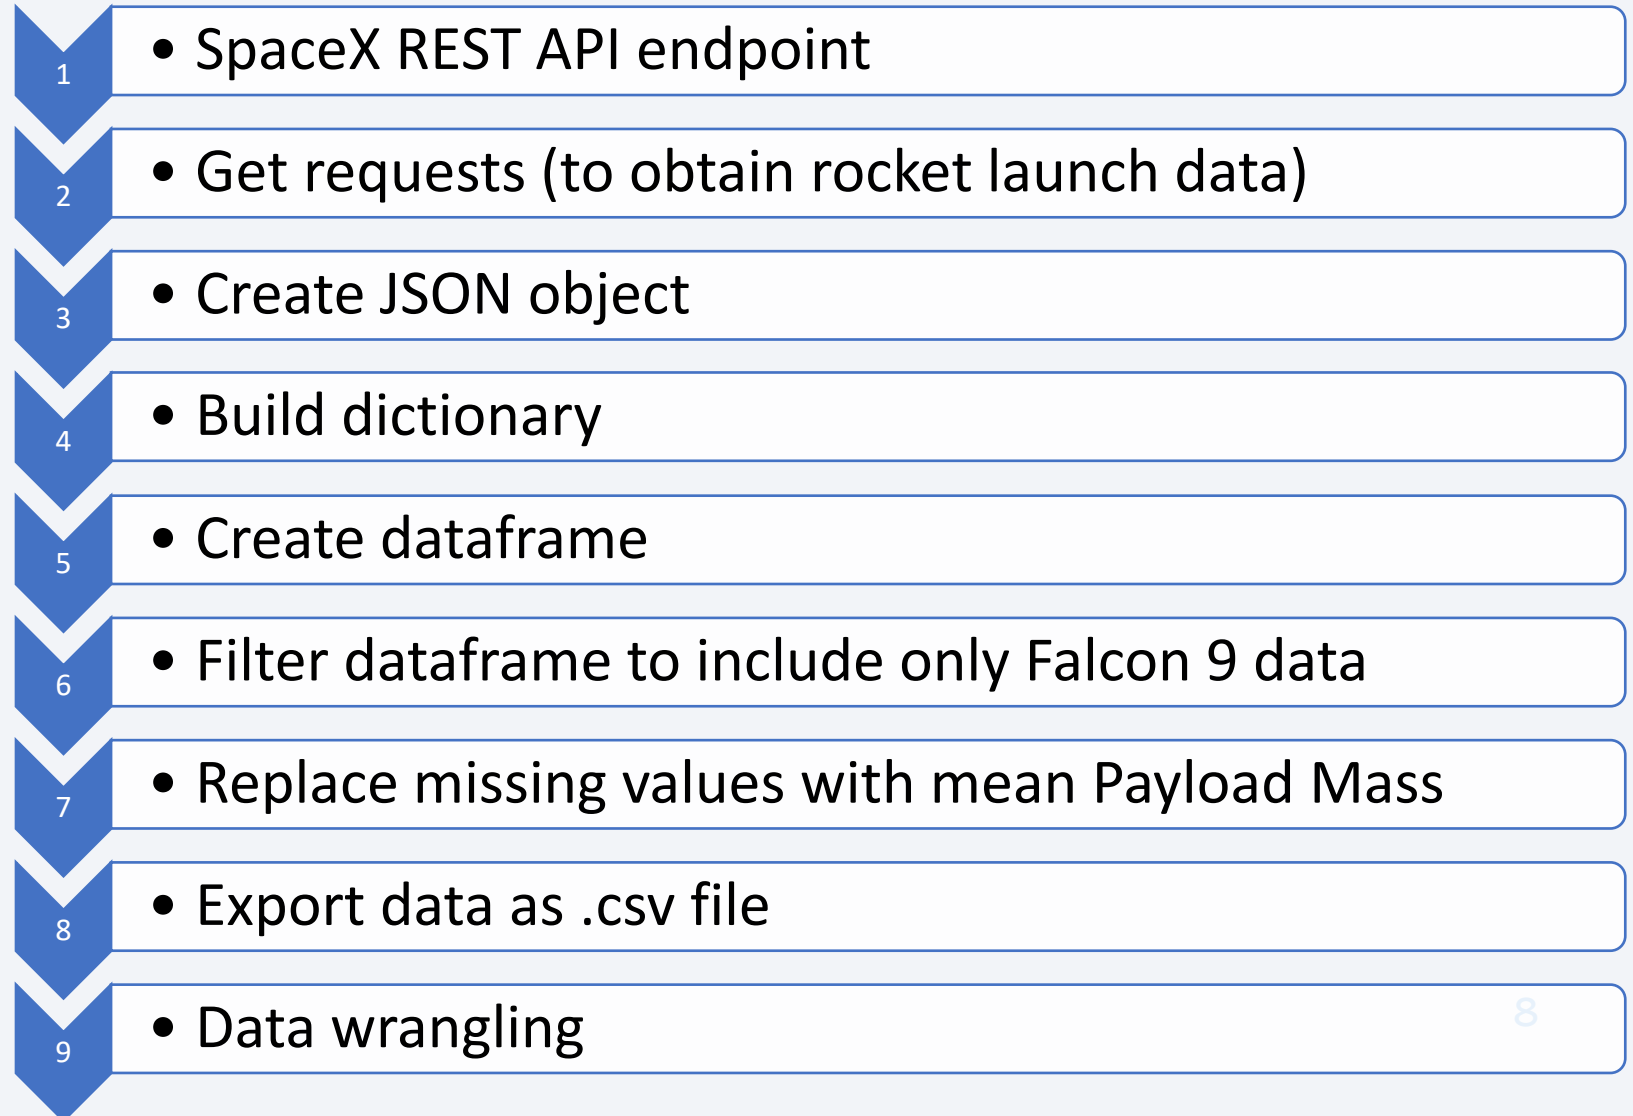 1
• SpaceX REST API endpoint
2
• Get requests (to obtain rocket launch data)
3
• Create JSON object
4
• Build dictionary
5
• Create dataframe
6
• Filter dataframe to include only Falcon 9 data
7
• Replace missing values with mean Payload Mass
8
• Export data as .csv file
9
• Data wrangling
8